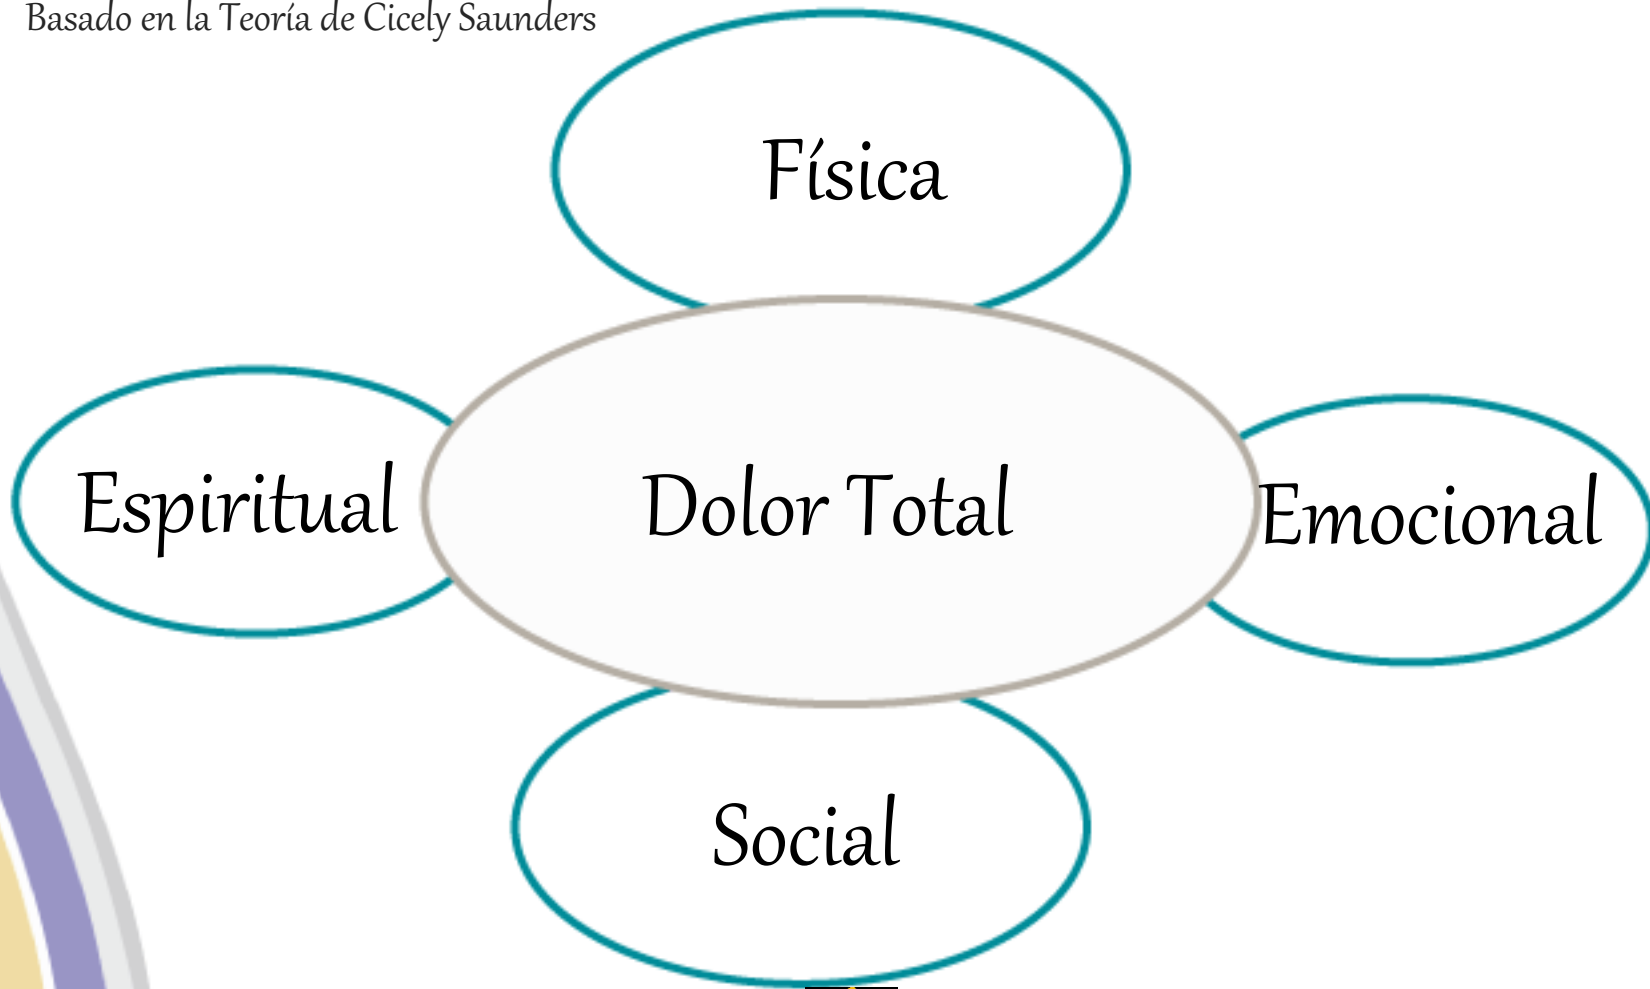 Basado en la Teoría de Cicely Saunders
Física
Espiritual
Dolor Total
Emocional
Social